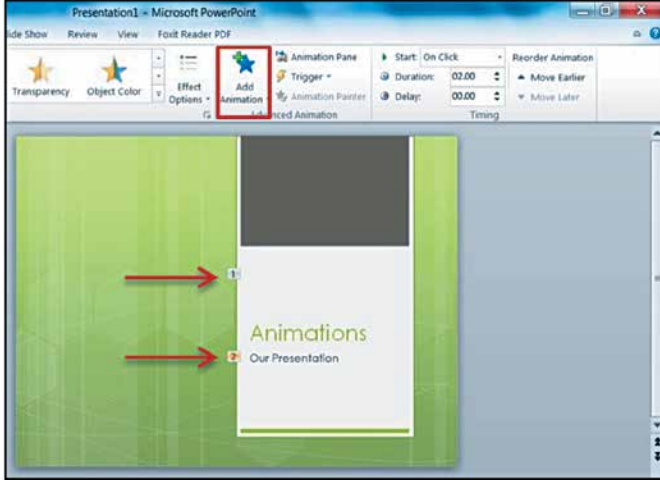 Presentation1 - Microsoft PowerPoint
lide Show Review View Foxit Reader PDF
Transparency Object Color Effect Options Add Animation Animation Pane Trigger Animation Painter Start: On Click Duration: 02.00 Delay: 00.00 Reorder Animation Move Earlier Move Later
Advanced Animation Timing
1
Animations
2
Our Presentation